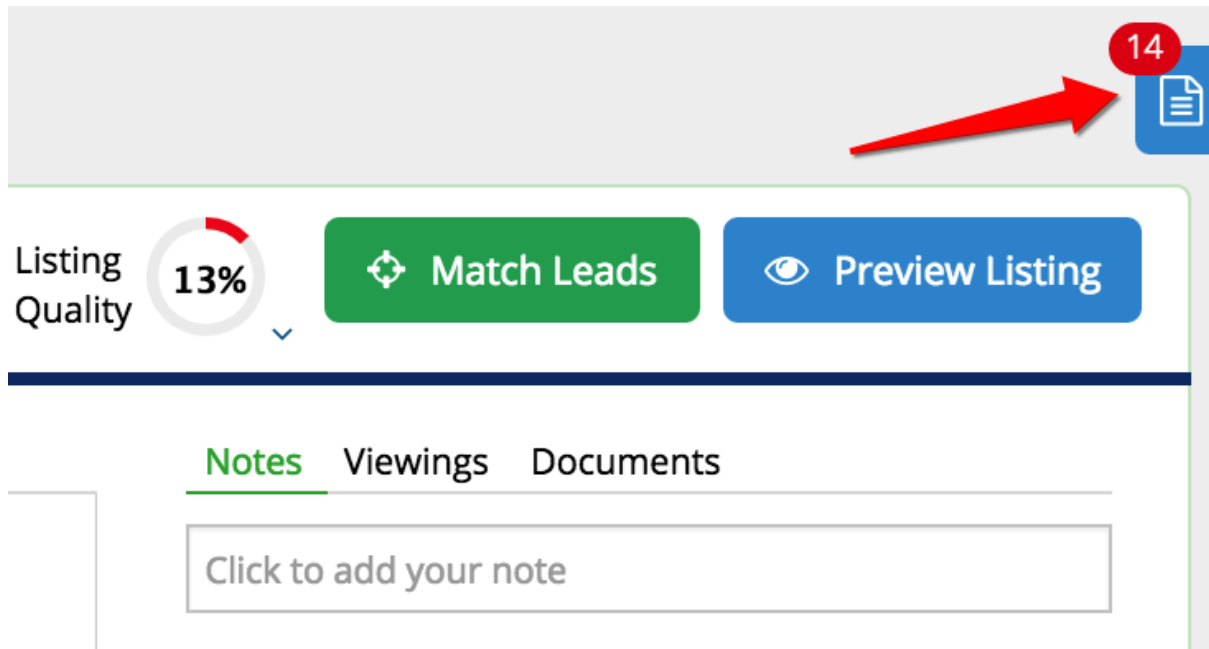 14
Listing
Quality
13%
Match Leads
Preview Listing
Notes Viewings Documents
Click to add your note